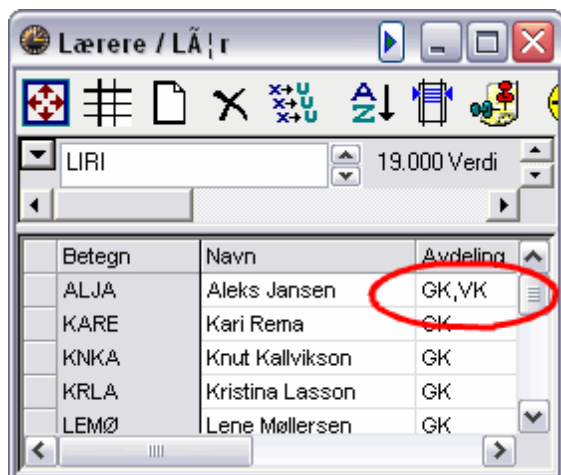 Lærere / LÃ¦r
LIRI 19.000 Verdi
Betegn Navn Avdeling
ALJA Aleks Jansen GK,VK
KARE Kari Rema GK
KNKA Knut Kallvikson GK
KRLA Kristina Lasson GK
LEMØ Lene Møllersen GK